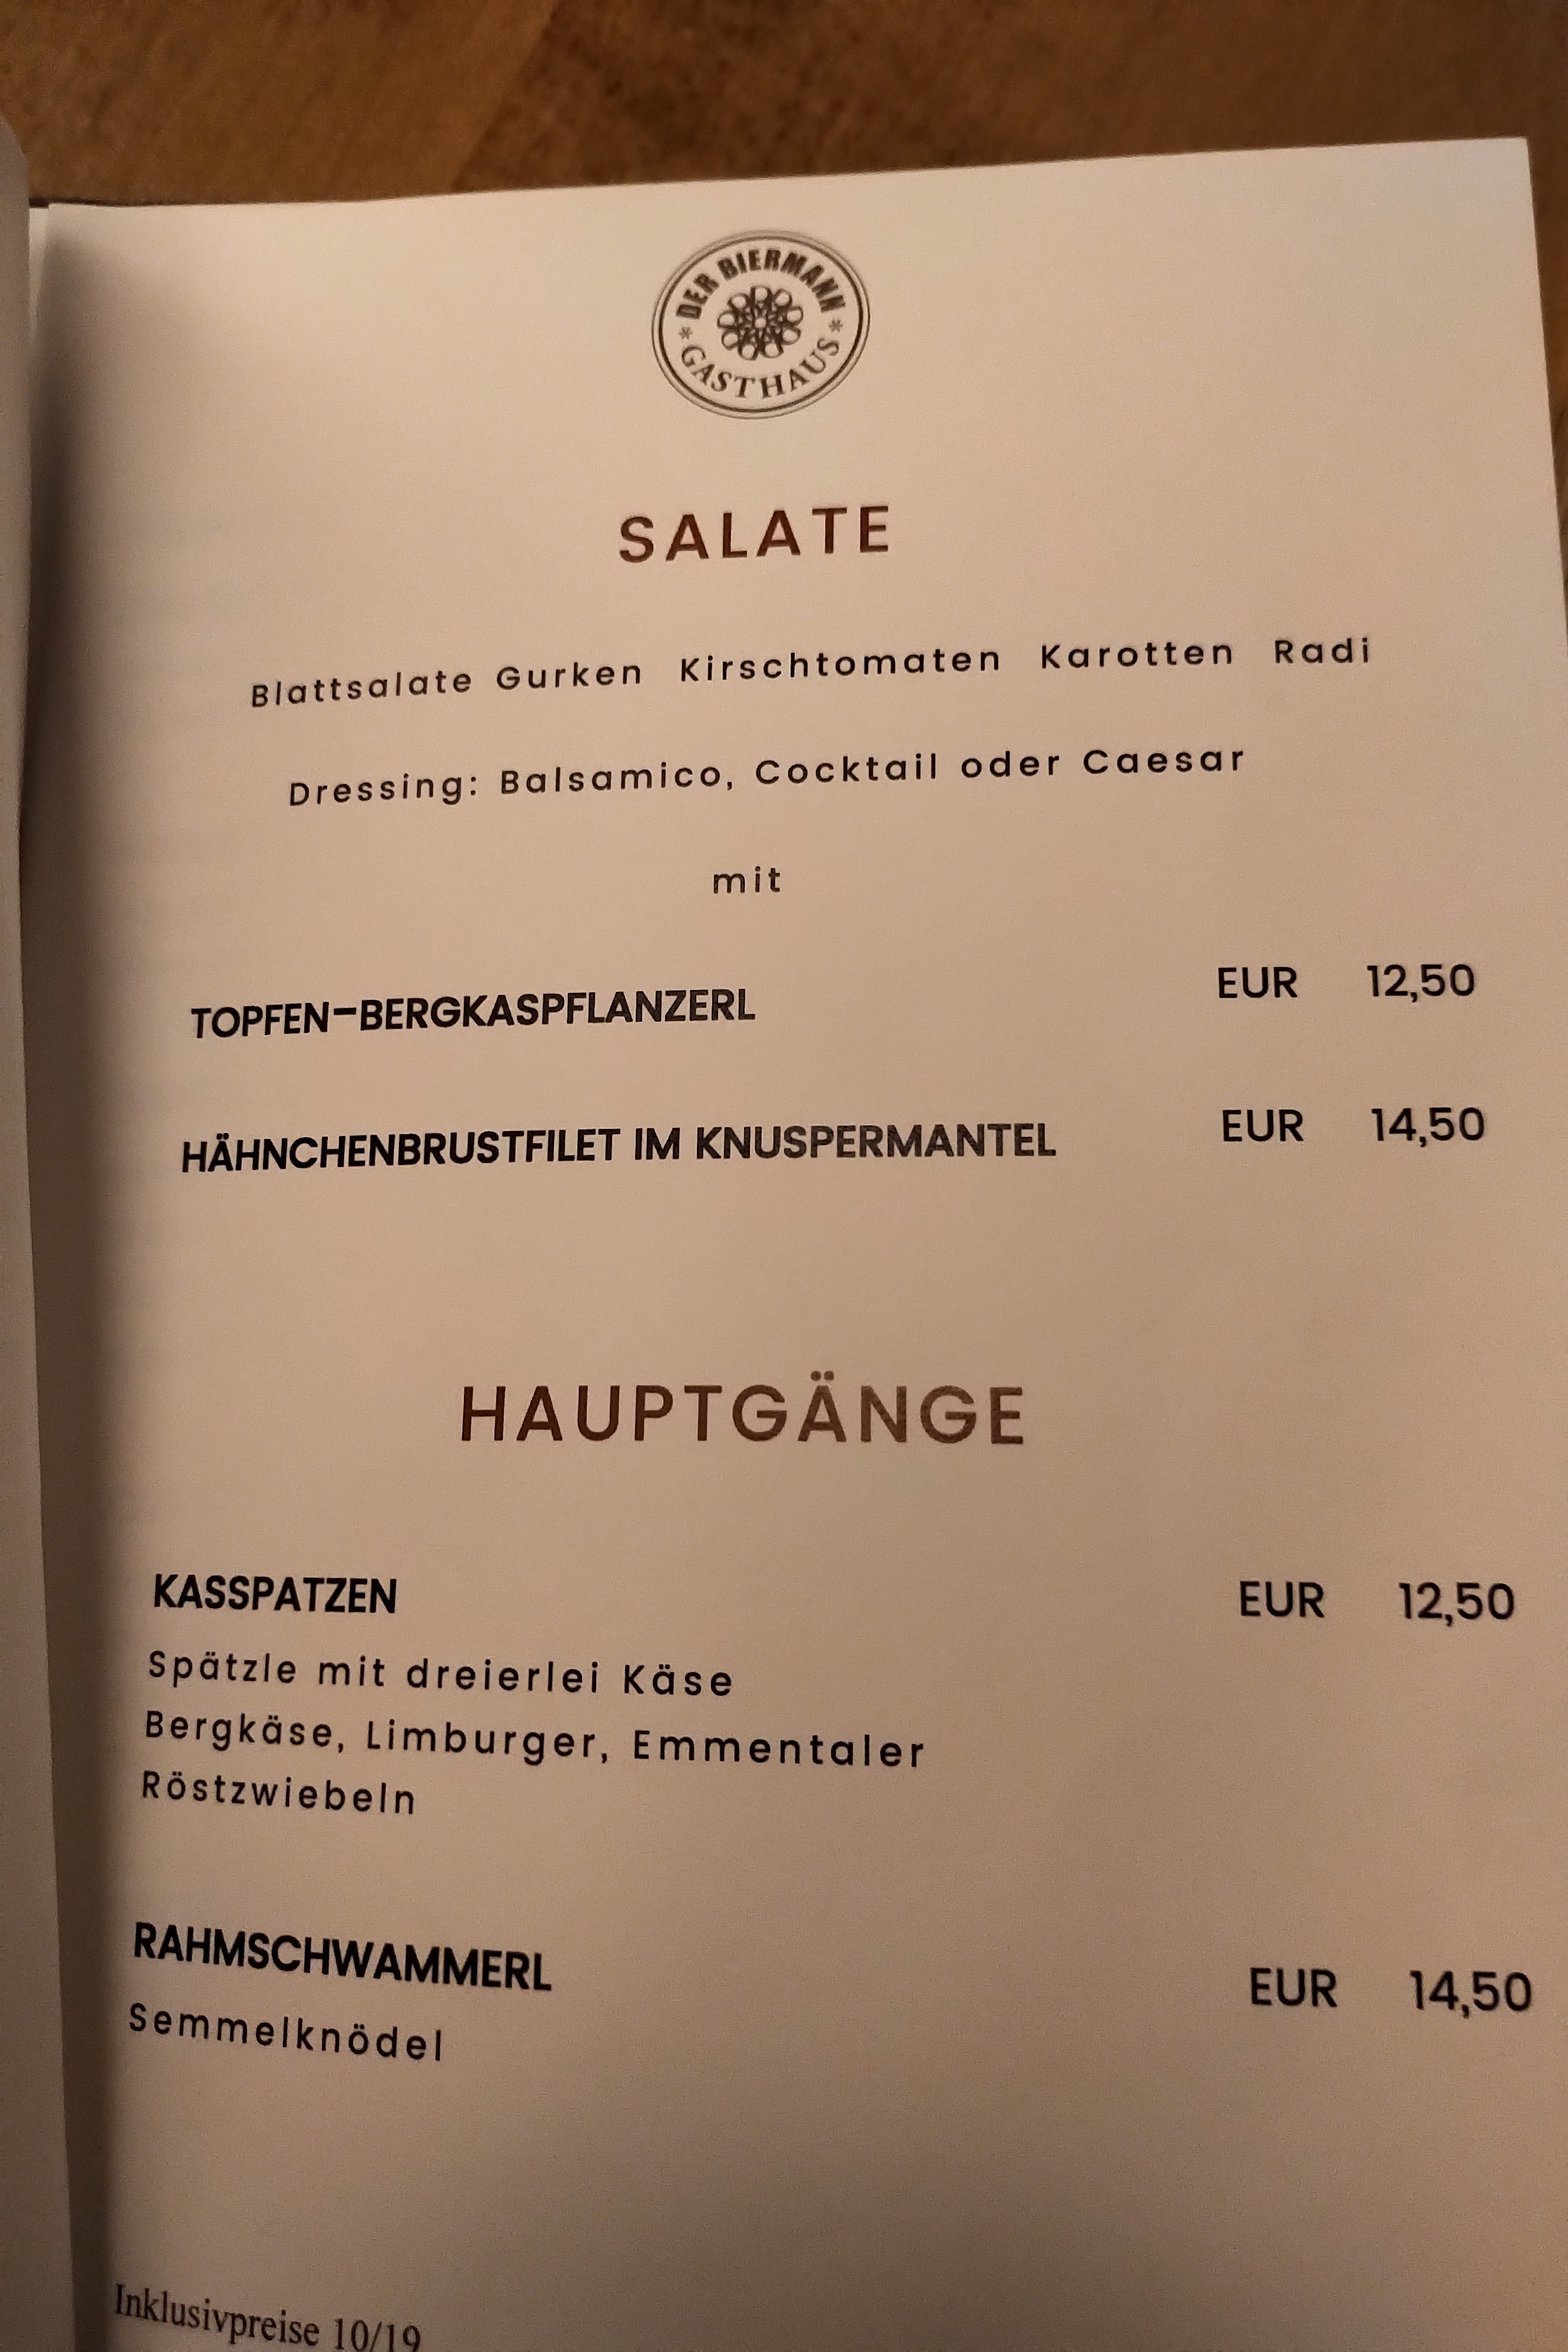 DER BIERMANN
GASTHAUS
SALATE
Blattsalate Gurken Kirschtomaten Karotten Radi
Dressing: Balsamico, Cocktail oder Caesar
mit
TOPFEN-BERGKASPFLANZERL EUR 12,50
HÄHNCHENBRUSTFILET IM KNUSPERMANTEL EUR 14,50
HAUPTGÄNGE
KASSPATZEN EUR 12,50
Spätzle mit dreierlei Käse
Bergkäse, Limburger, Emmentaler
Röstzwiebeln
RAHMSCHWAMMERL EUR 14,50
Semmelknödel
Inklusivpreise 10/19